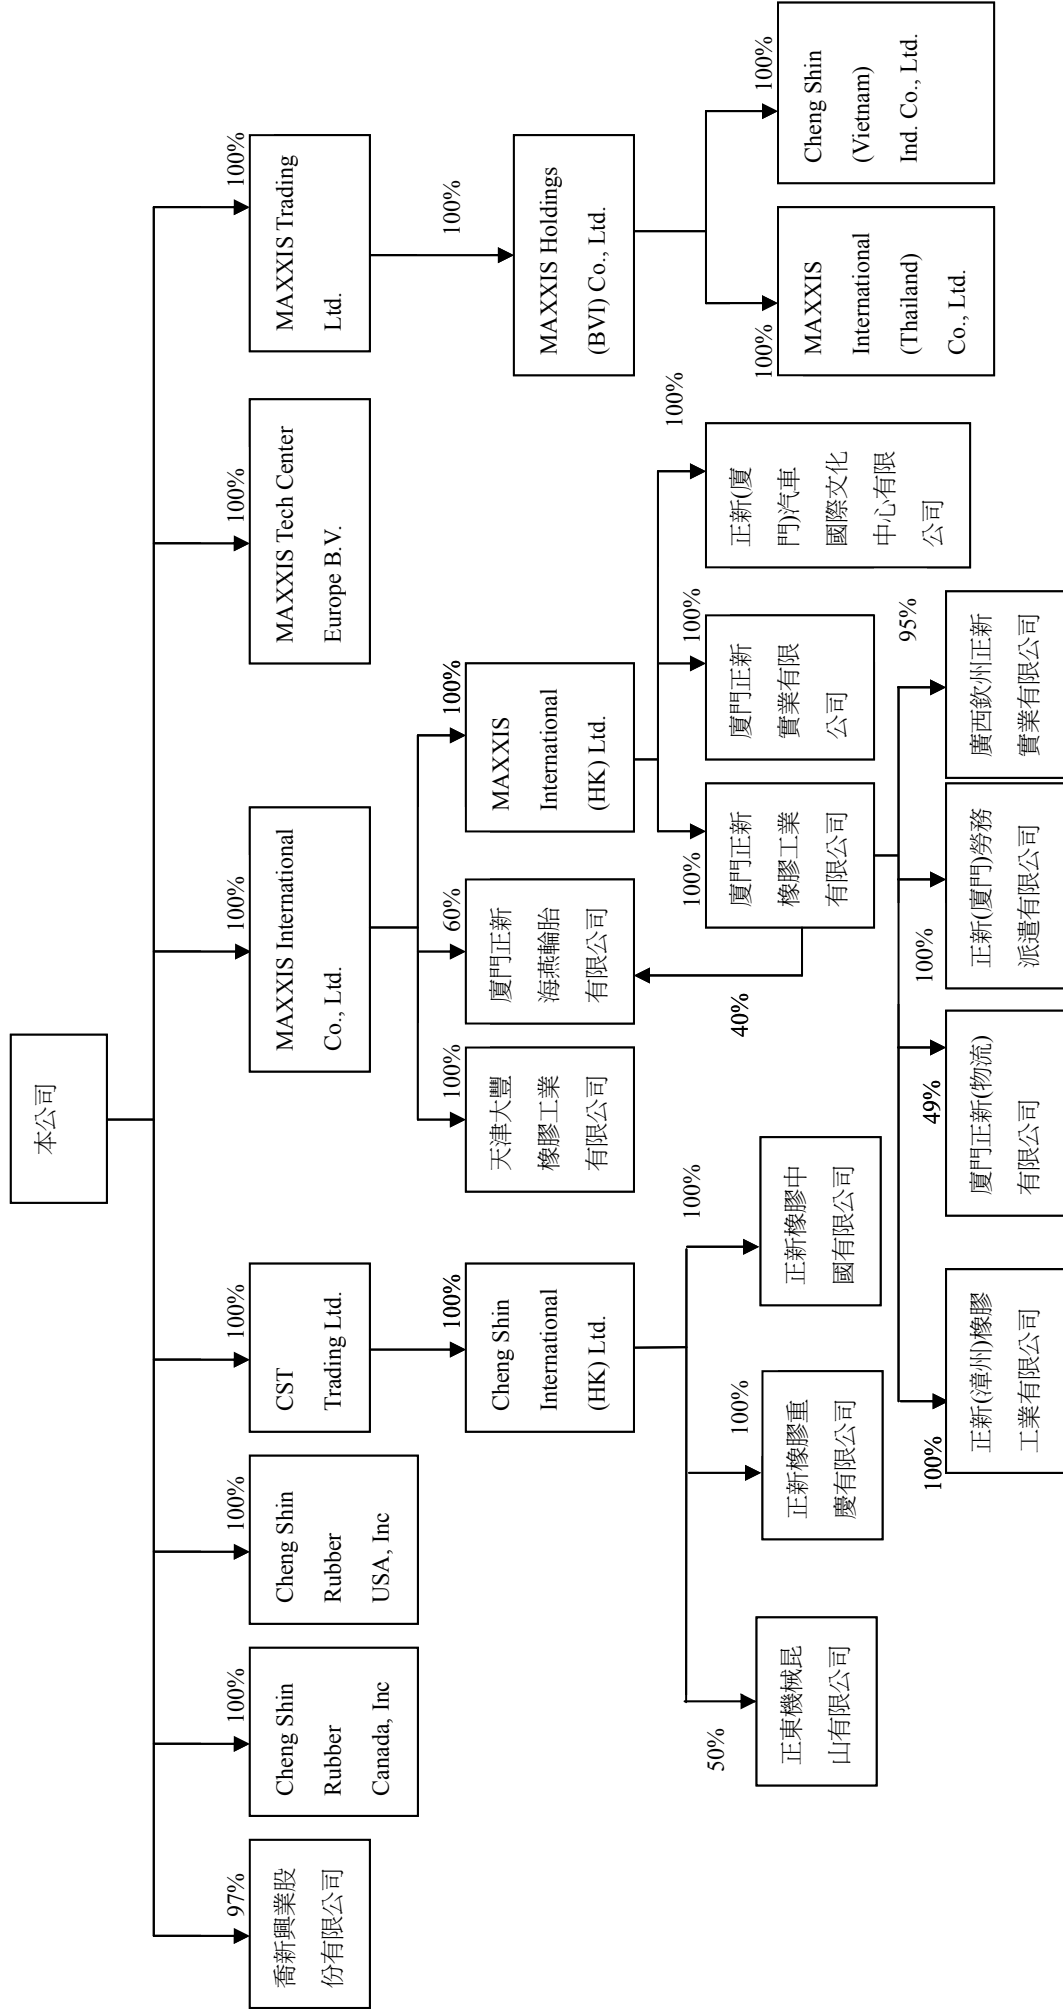 本公司
97%
喬新興業股
份有限公司
100%
Cheng Shin
Rubber
Canada, Inc
100%
Cheng Shin
Rubber
USA, Inc
100%
CST
Trading Ltd.
100%
MAXXIS International
Co., Ltd.
100%
MAXXIS Tech Center
Europe B.V.
100%
MAXXIS Trading
Ltd.
100%
Cheng Shin
International
(HK) Ltd.
100%
天津大豐
橡膠工業
有限公司
60%
廈門正新
海燕輪胎
有限公司
100%
MAXXIS
International
(HK) Ltd.
100%
MAXXIS Holdings
(BVI) Co., Ltd.
50%
正東機械昆
山有限公司
100%
正新橡膠重
慶有限公司
100%
正新橡膠中
國有限公司
40%
100%
廈門正新
橡膠工業
有限公司
100%
廈門正新
實業有限
公司
100%
正新(廈
門)汽車
國際文化
中心有限
公司
100%
MAXXIS
International
(Thailand)
Co., Ltd.
100%
Cheng Shin
(Vietnam)
Ind. Co., Ltd.
100%
正新(漳州)橡膠
工業有限公司
49%
廈門正新(物流)
有限公司
100%
正新(廈門)勞務
派遣有限公司
95%
廣西欽州正新
實業有限公司